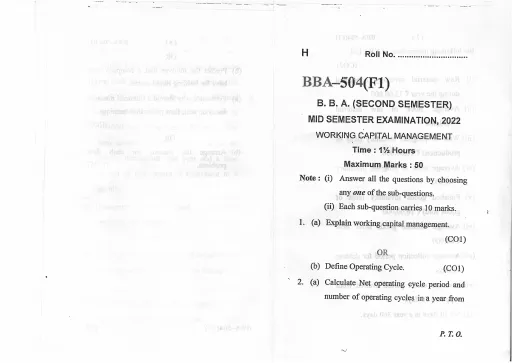 H Roll No. ..............................
BBA-504(F1)
B. B. A. (SECOND SEMESTER)
MID SEMESTER EXAMINATION, 2022
WORKING CAPITAL MANAGEMENT
Time : 1½ Hours
Maximum Marks : 50
Note : (i) Answer all the questions by choosing
any one of the sub-questions.
(ii) Each sub-question carries 10 marks.
1. (a) Explain working capital management.
(CO1)
OR
(b) Define Operating Cycle. (CO1)
2. (a) Calculate Net operating cycle period and
number of operating cycles in a year from
P. T. O.